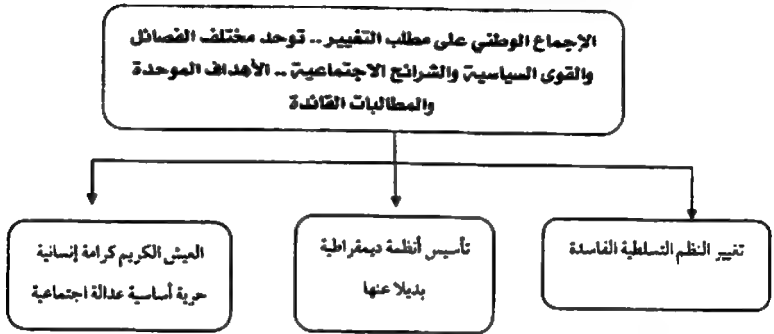 الإجماع الوطني على مطلب التغيير .. توحد مختلف الفصائل
والقوى السياسية والشرائح الاجتماعية .. الأهداف الموحدة
والمطالبات القائدة
تغيير النظم التسلطية الفاسدة
تأسيس أنظمة ديمقراطية
بديلا عنها
العيش الكريم كرامة إنسانية
حرية أساسية عدالة اجتماعية